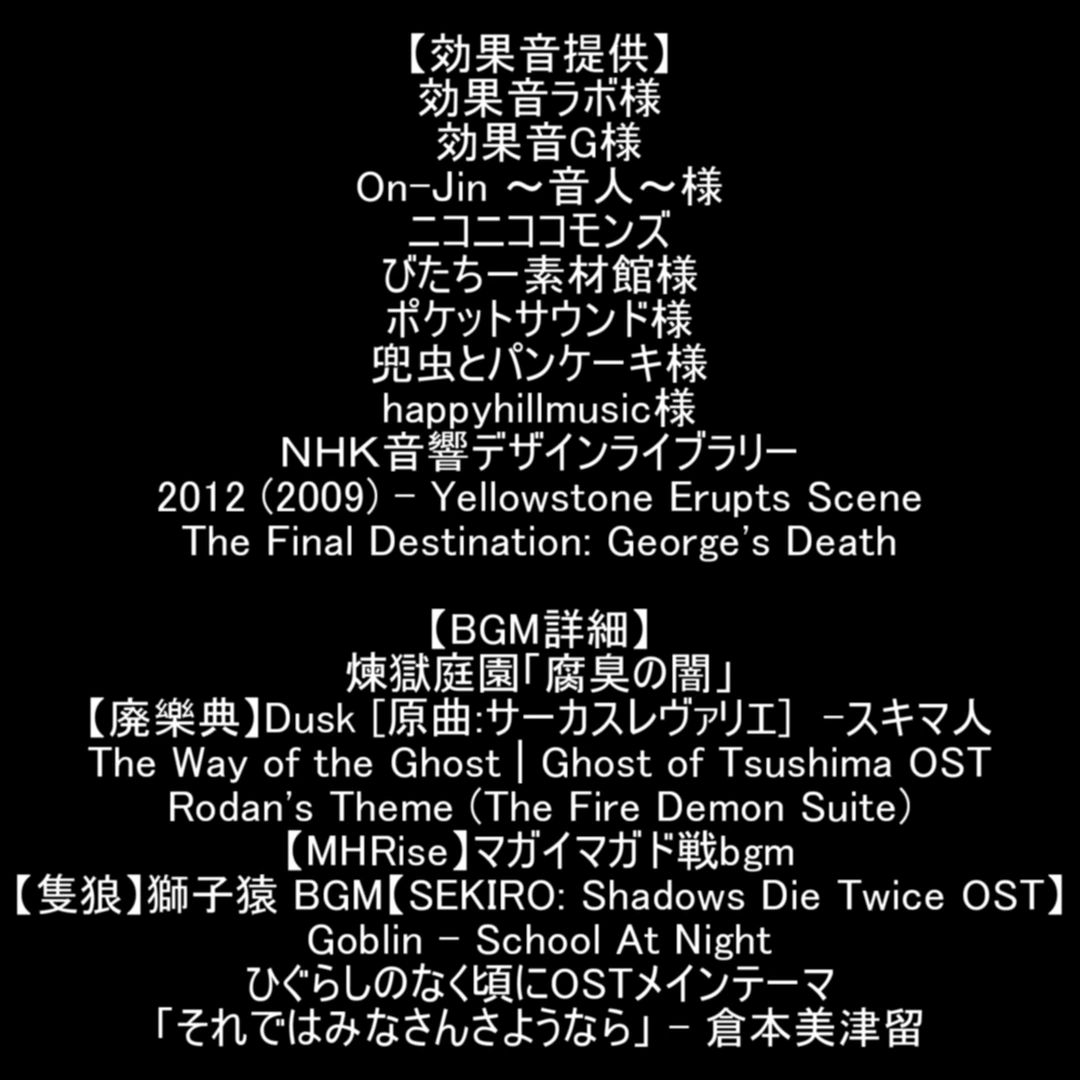 【効果音提供】
効果音ラボ様
効果音G様
On-Jin ～音人～様
ニコニココモンズ
びたちー素材館様
ポケットサウンド様
兜虫とパンケーキ様
happyhillmusic様
ＮＨＫ音響デザインライブラリー
2012 (2009) - Yellowstone Erupts Scene
The Final Destination: George's Death
【BGM詳細】
煉獄庭園「腐臭の闇」
【廃樂典】Dusk [原曲:サーカスレヴァリエ] -スキマ人
The Way of the Ghost | Ghost of Tsushima OST
Rodan's Theme (The Fire Demon Suite)
【MHRise】マガイマガド戦bgm
【隻狼】獅子猿 BGM【SEKIRO: Shadows Die Twice OST】
Goblin - School At Night
ひぐらしのなく頃にOSTメインテーマ
「それではみなさんさようなら」 - 倉本美津留